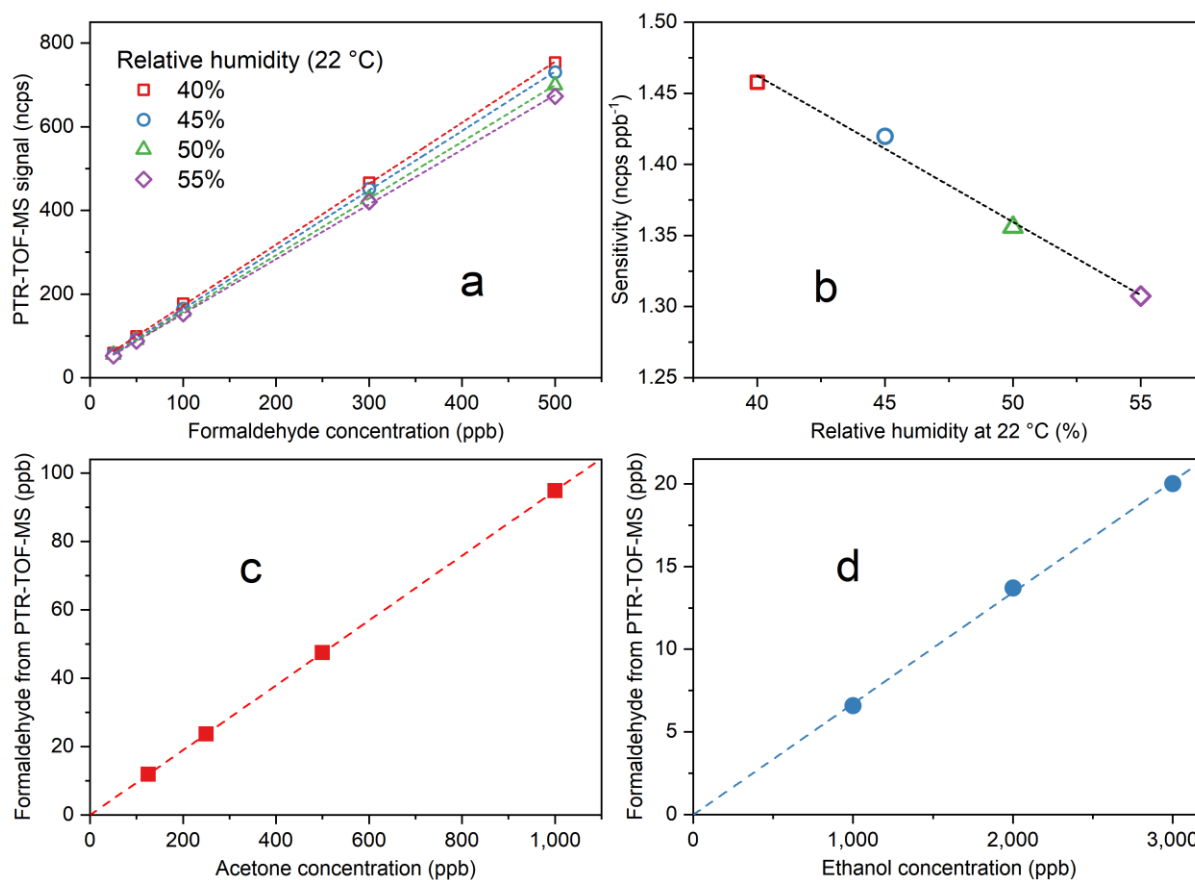 PTR-TOF-MS signal (ncps)
800
600
400
200
0
Relative humidity (22 °C)
40%
45%
50%
55%
a
0 100 200 300 400 500
Formaldehyde concentration (ppb)
Sensitivity (ncps ppb⁻¹)
1.50
1.45
1.40
1.35
1.30
1.25
b
40 45 50 55
Relative humidity at 22 °C (%)
Formaldehyde from PTR-TOF-MS (ppb)
100
80
60
40
20
0
c
0 200 400 600 800 1,000
Acetone concentration (ppb)
Formaldehyde from PTR-TOF-MS (ppb)
20
15
10
5
0
d
0 1,000 2,000 3,000
Ethanol concentration (ppb)